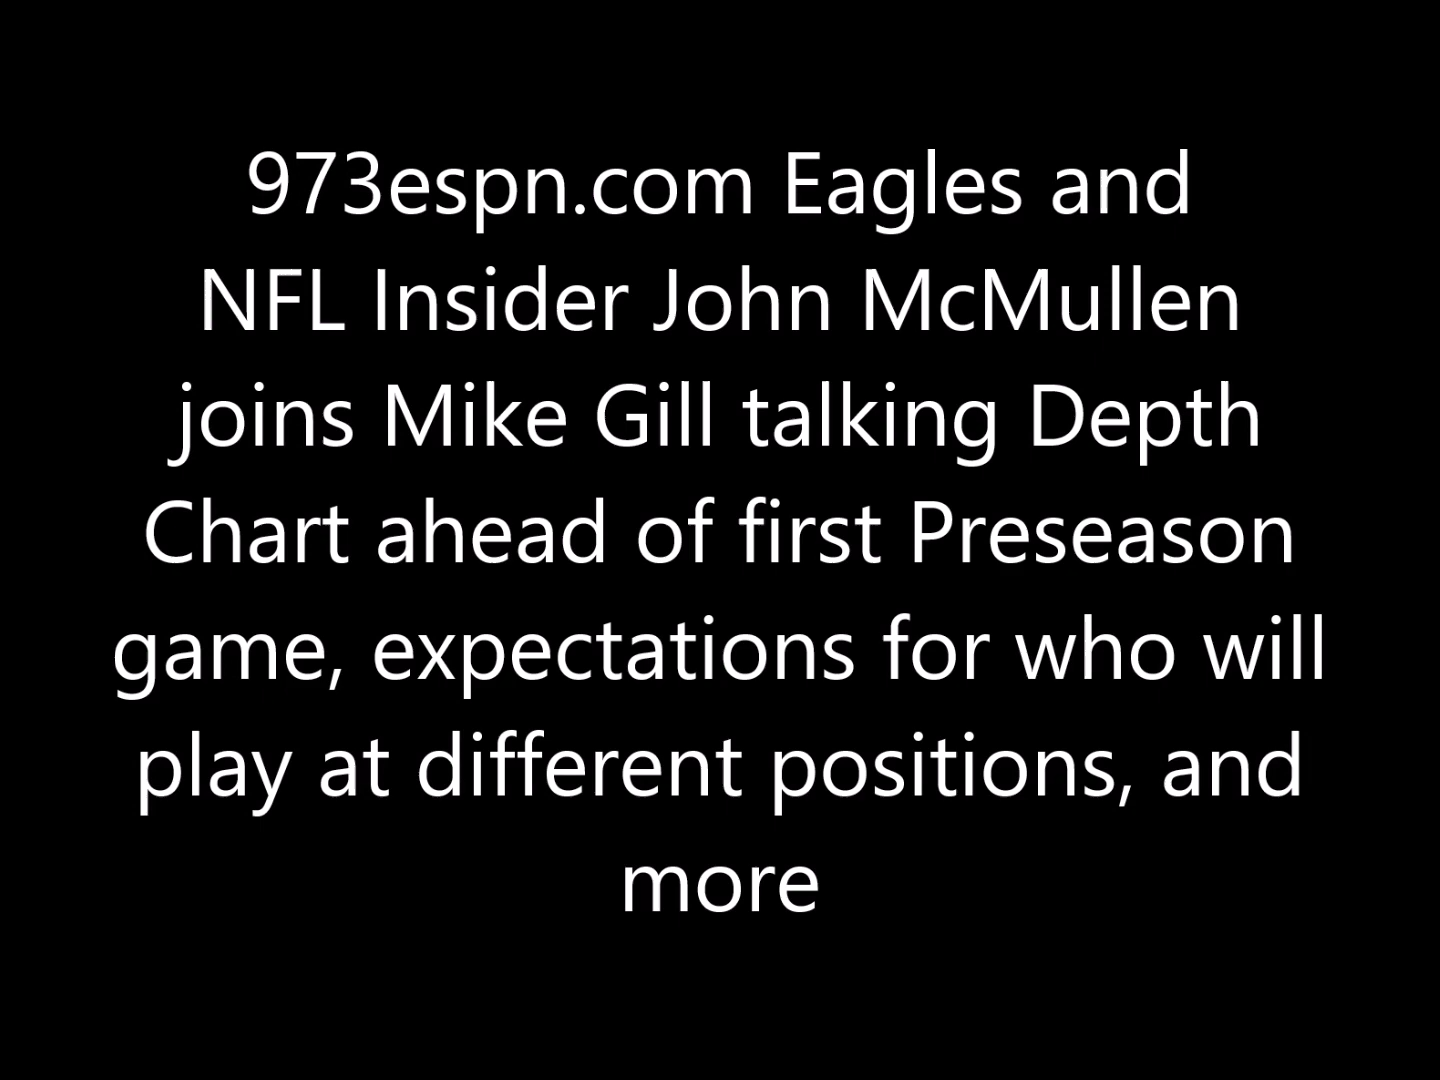 973espn.com Eagles and
NFL Insider John McMullen
joins Mike Gill talking Depth
Chart ahead of first Preseason
game, expectations for who will
play at different positions, and
more